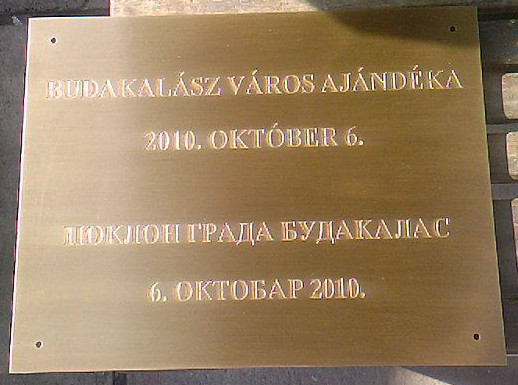 BUDAKALÁSZ VÁROS AJÁNDÉKA
2010. OKTÓBER 6.
ПОКЛОН ГРАДА БУДАКАЛАС
6. ОКТОБАР 2010.